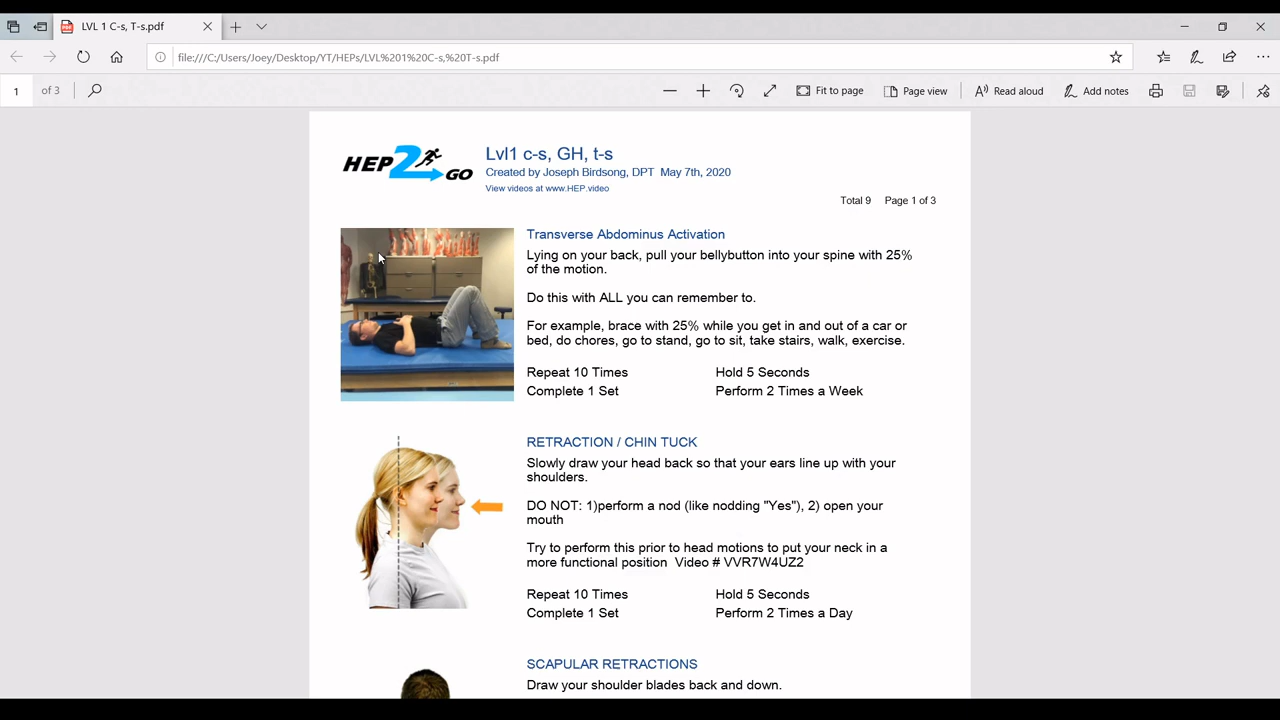 LVL 1 C-s, T-s.pdf
file:///C:/Users/Joey/Desktop/YT/HEPs/LVL%201%20C-s,%20T-s.pdf
1 of 3
Fit to page
Page view
Read aloud
Add notes
HEP2GO
Lvl1 c-s, GH, t-s
Created by Joseph Birdsong, DPT May 7th, 2020
View videos at www.HEP.video
Total 9 Page 1 of 3
Transverse Abdominus Activation
Lying on your back, pull your bellybutton into your spine with 25%
of the motion.
Do this with ALL you can remember to.
For example, brace with 25% while you get in and out of a car or
bed, do chores, go to stand, go to sit, take stairs, walk, exercise.
Repeat 10 Times Hold 5 Seconds
Complete 1 Set Perform 2 Times a Week
RETRACTION / CHIN TUCK
Slowly draw your head back so that your ears line up with your
shoulders.
DO NOT: 1)perform a nod (like nodding "Yes"), 2) open your
mouth
Try to perform this prior to head motions to put your neck in a
more functional position Video # VVR7W4UZ2
Repeat 10 Times Hold 5 Seconds
Complete 1 Set Perform 2 Times a Day
SCAPULAR RETRACTIONS
Draw your shoulder blades back and down.